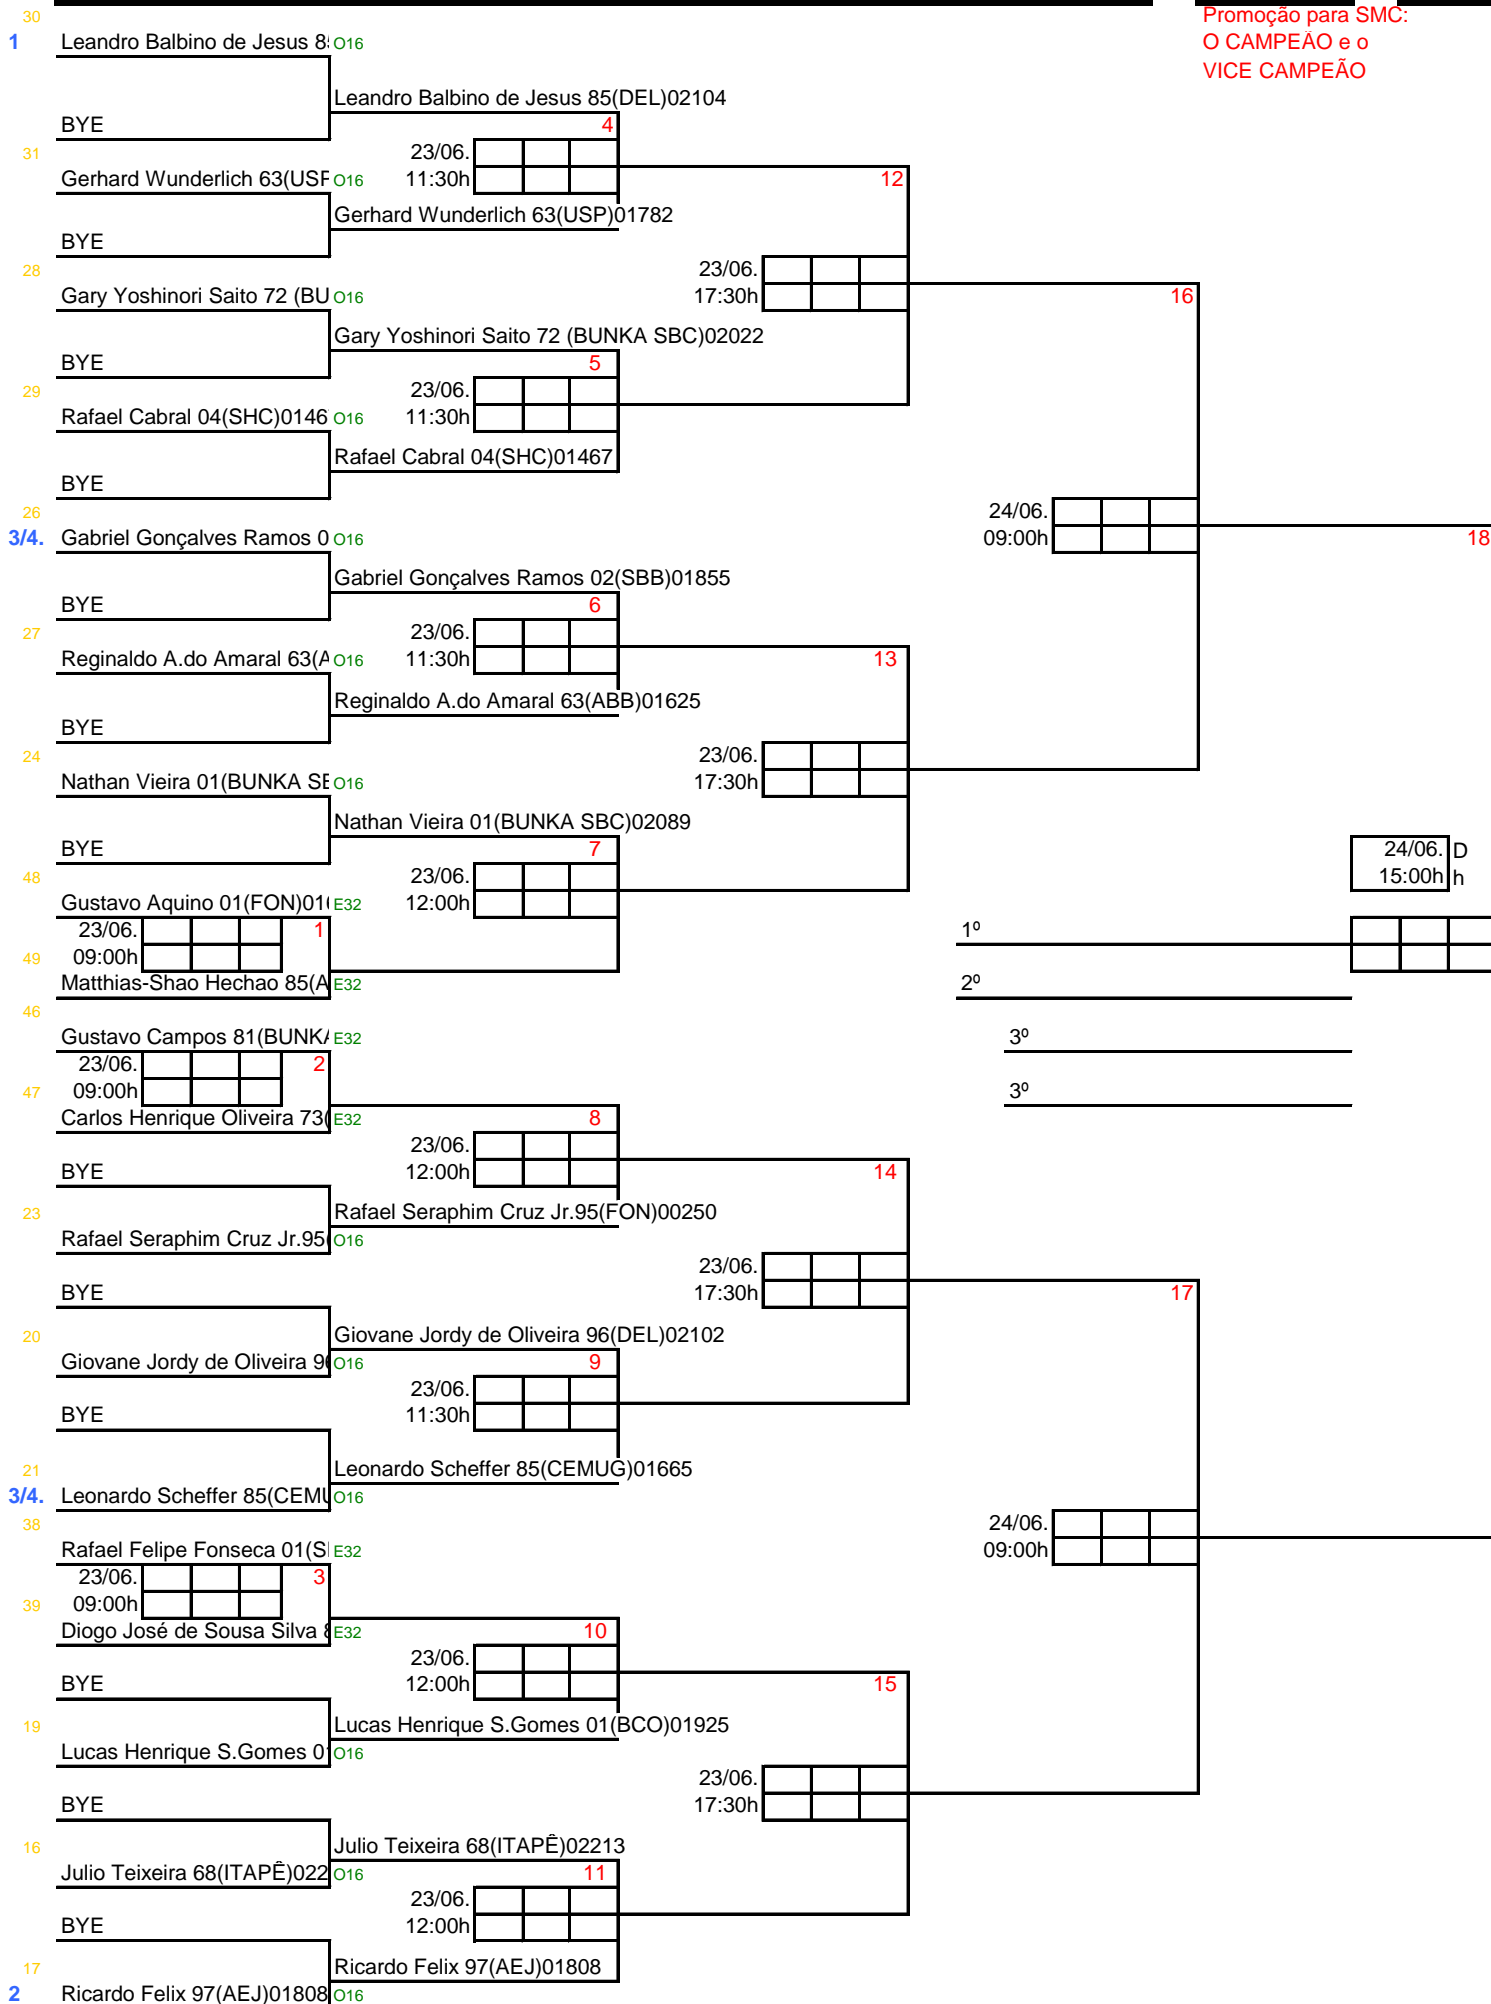 30
Promoção para SMC:
1 Leandro Balbino de Jesus 8 O16
O CAMPEÃO e o
VICE CAMPEÃO
Leandro Balbino de Jesus 85(DEL)02104
BYE 4
31 23/06.
Gerhard Wunderlich 63(USP O16 11:30h 12
Gerhard Wunderlich 63(USP)01782
BYE
28 23/06.
Gary Yoshinori Saito 72 (BU O16 17:30h 16
Gary Yoshinori Saito 72 (BUNKA SBC)02022
BYE 5
29 23/06.
Rafael Cabral 04(SHC)0146 O16 11:30h
Rafael Cabral 04(SHC)01467
BYE
26 24/06.
3/4. Gabriel Gonçalves Ramos 0 O16 09:00h 18
Gabriel Gonçalves Ramos 02(SBB)01855
BYE 6
27 23/06.
Reginaldo A.do Amaral 63(A O16 11:30h 13
Reginaldo A.do Amaral 63(ABB)01625
BYE
24 23/06.
Nathan Vieira 01(BUNKA SB O16 17:30h
Nathan Vieira 01(BUNKA SBC)02089
BYE 7 24/06. D
48 23/06. 15:00h h
Gustavo Aquino 01(FON)01 E32 12:00h
23/06. 1 1º
49 09:00h
Matthias-Shao Hechao 85(A E32 2º
46
Gustavo Campos 81(BUNKA E32 3º
23/06. 2
47 09:00h 3º
Carlos Henrique Oliveira 73( E32 8
23/06.
BYE 12:00h 14
23 Rafael Seraphim Cruz Jr.95(FON)00250
Rafael Seraphim Cruz Jr.95( O16
23/06.
BYE 17:30h 17
20 Giovane Jordy de Oliveira 96(DEL)02102
Giovane Jordy de Oliveira 9 O16 9
23/06.
BYE 11:30h
21 Leonardo Scheffer 85(CEMUG)01665
3/4. Leonardo Scheffer 85(CEMU O16
38 24/06.
Rafael Felipe Fonseca 01(S E32 09:00h
23/06. 3
39 09:00h
Diogo José de Sousa Silva 8 E32 10
23/06.
BYE 12:00h 15
19 Lucas Henrique S.Gomes 01(BCO)01925
Lucas Henrique S.Gomes 01 O16
23/06.
BYE 17:30h
16 Julio Teixeira 68(ITAPÊ)02213
Julio Teixeira 68(ITAPÊ)022 O16 11
23/06.
BYE 12:00h
17 Ricardo Felix 97(AEJ)01808
2 Ricardo Felix 97(AEJ)01808 O16